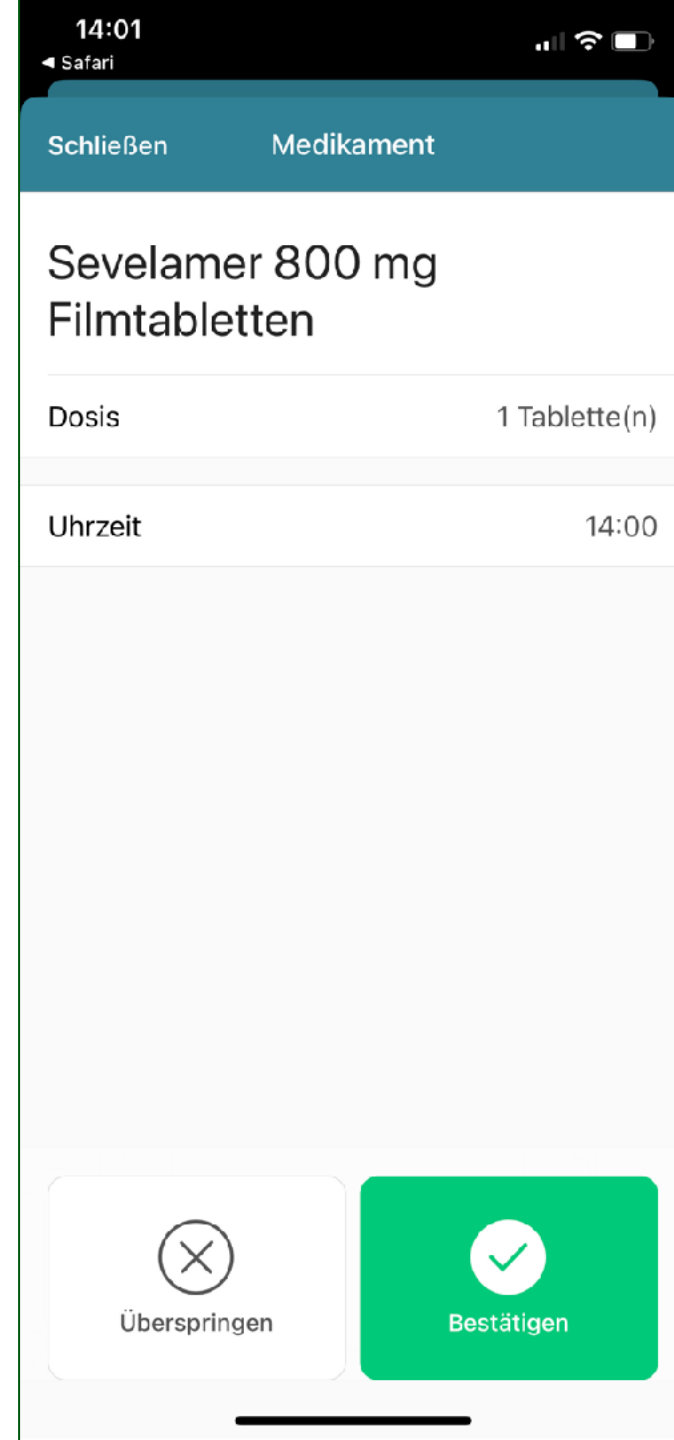 14:01
◀ Safari
Schließen Medikament
Sevelamer 800 mg
Filmtabletten
Dosis 1 Tablette(n)
Uhrzeit 14:00
Überspringen Bestätigen